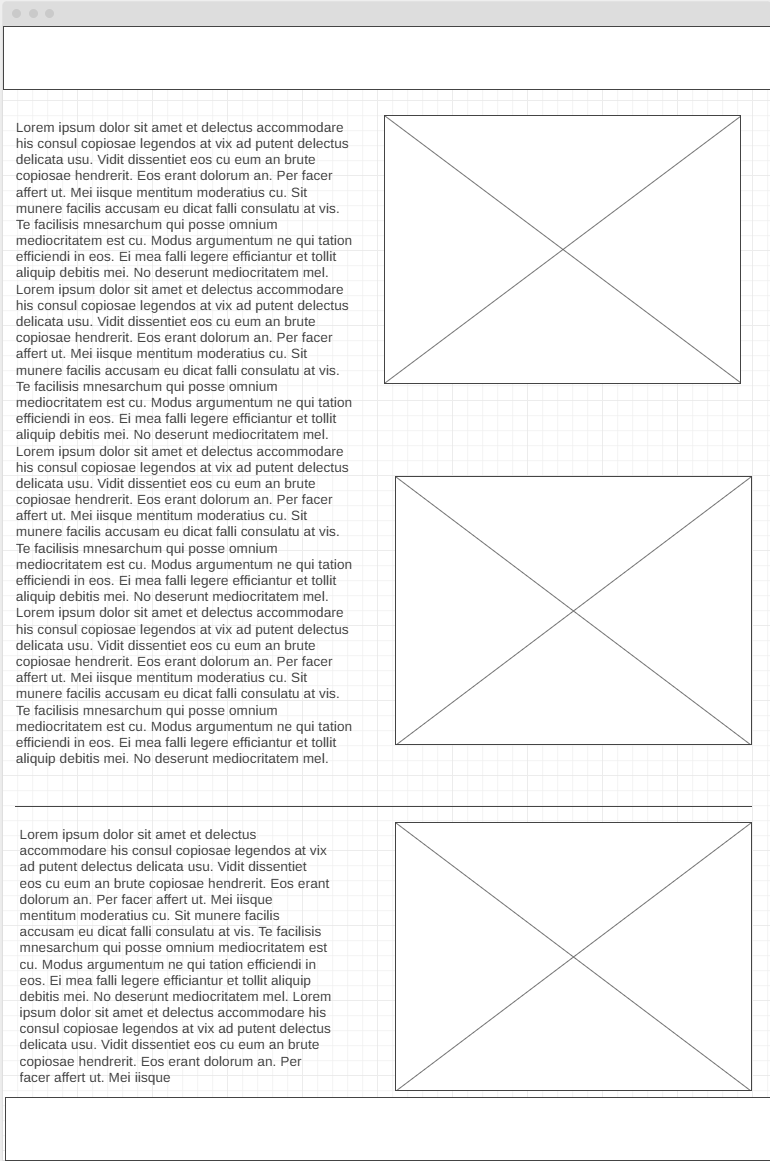 Lorem ipsum dolor sit amet et delectus accommodare
his consul copiosae legendos at vix ad putent delectus
delicata usu. Vidit dissentiet eos cu eum an brute
copiosae hendrerit. Eos erant dolorum an. Per facer
affert ut. Mei iisque mentitum moderatius cu. Sit
munere facilis accusam eu dicat falli consulatu at vis.
Te facilisis mnesarchum qui posse omnium
mediocritatem est cu. Modus argumentum ne qui tation
efficiendi in eos. Ei mea falli legere efficiantur et tollit
aliquip debitis mei. No deserunt mediocritatem mel.
Lorem ipsum dolor sit amet et delectus accommodare
his consul copiosae legendos at vix ad putent delectus
delicata usu. Vidit dissentiet eos cu eum an brute
copiosae hendrerit. Eos erant dolorum an. Per facer
affert ut. Mei iisque mentitum moderatius cu. Sit
munere facilis accusam eu dicat falli consulatu at vis.
Te facilisis mnesarchum qui posse omnium
mediocritatem est cu. Modus argumentum ne qui tation
efficiendi in eos. Ei mea falli legere efficiantur et tollit
aliquip debitis mei. No deserunt mediocritatem mel.
Lorem ipsum dolor sit amet et delectus accommodare
his consul copiosae legendos at vix ad putent delectus
delicata usu. Vidit dissentiet eos cu eum an brute
copiosae hendrerit. Eos erant dolorum an. Per facer
affert ut. Mei iisque mentitum moderatius cu. Sit
munere facilis accusam eu dicat falli consulatu at vis.
Te facilisis mnesarchum qui posse omnium
mediocritatem est cu. Modus argumentum ne qui tation
efficiendi in eos. Ei mea falli legere efficiantur et tollit
aliquip debitis mei. No deserunt mediocritatem mel.
Lorem ipsum dolor sit amet et delectus accommodare
his consul copiosae legendos at vix ad putent delectus
delicata usu. Vidit dissentiet eos cu eum an brute
copiosae hendrerit. Eos erant dolorum an. Per facer
affert ut. Mei iisque mentitum moderatius cu. Sit
munere facilis accusam eu dicat falli consulatu at vis.
Te facilisis mnesarchum qui posse omnium
mediocritatem est cu. Modus argumentum ne qui tation
efficiendi in eos. Ei mea falli legere efficiantur et tollit
aliquip debitis mei. No deserunt mediocritatem mel.
Lorem ipsum dolor sit amet et delectus
accommodare his consul copiosae legendos at vix
ad putent delectus delicata usu. Vidit dissentiet
eos cu eum an brute copiosae hendrerit. Eos erant
dolorum an. Per facer affert ut. Mei iisque
mentitum moderatius cu. Sit munere facilis
accusam eu dicat falli consulatu at vis. Te facilisis
mnesarchum qui posse omnium mediocritatem est
cu. Modus argumentum ne qui tation efficiendi in
eos. Ei mea falli legere efficiantur et tollit aliquip
debitis mei. No deserunt mediocritatem mel. Lorem
ipsum dolor sit amet et delectus accommodare his
consul copiosae legendos at vix ad putent delectus
delicata usu. Vidit dissentiet eos cu eum an brute
copiosae hendrerit. Eos erant dolorum an. Per
facer affert ut. Mei iisque